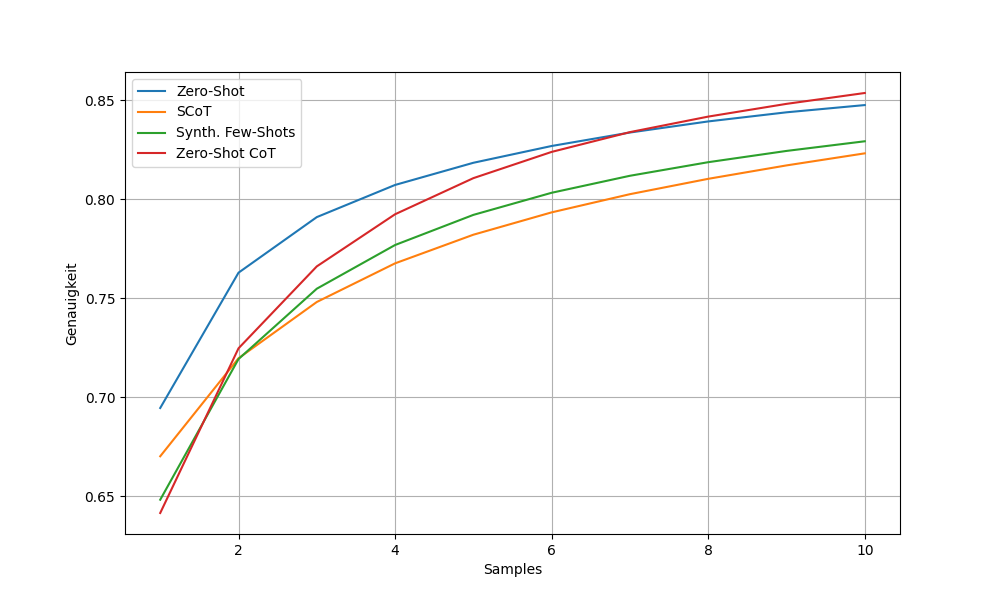 Zero-Shot
SCoT
Synth. Few-Shots
Zero-Shot CoT
0.85
0.80
0.75
0.70
0.65
Genauigkeit
2 4 6 8 10
Samples